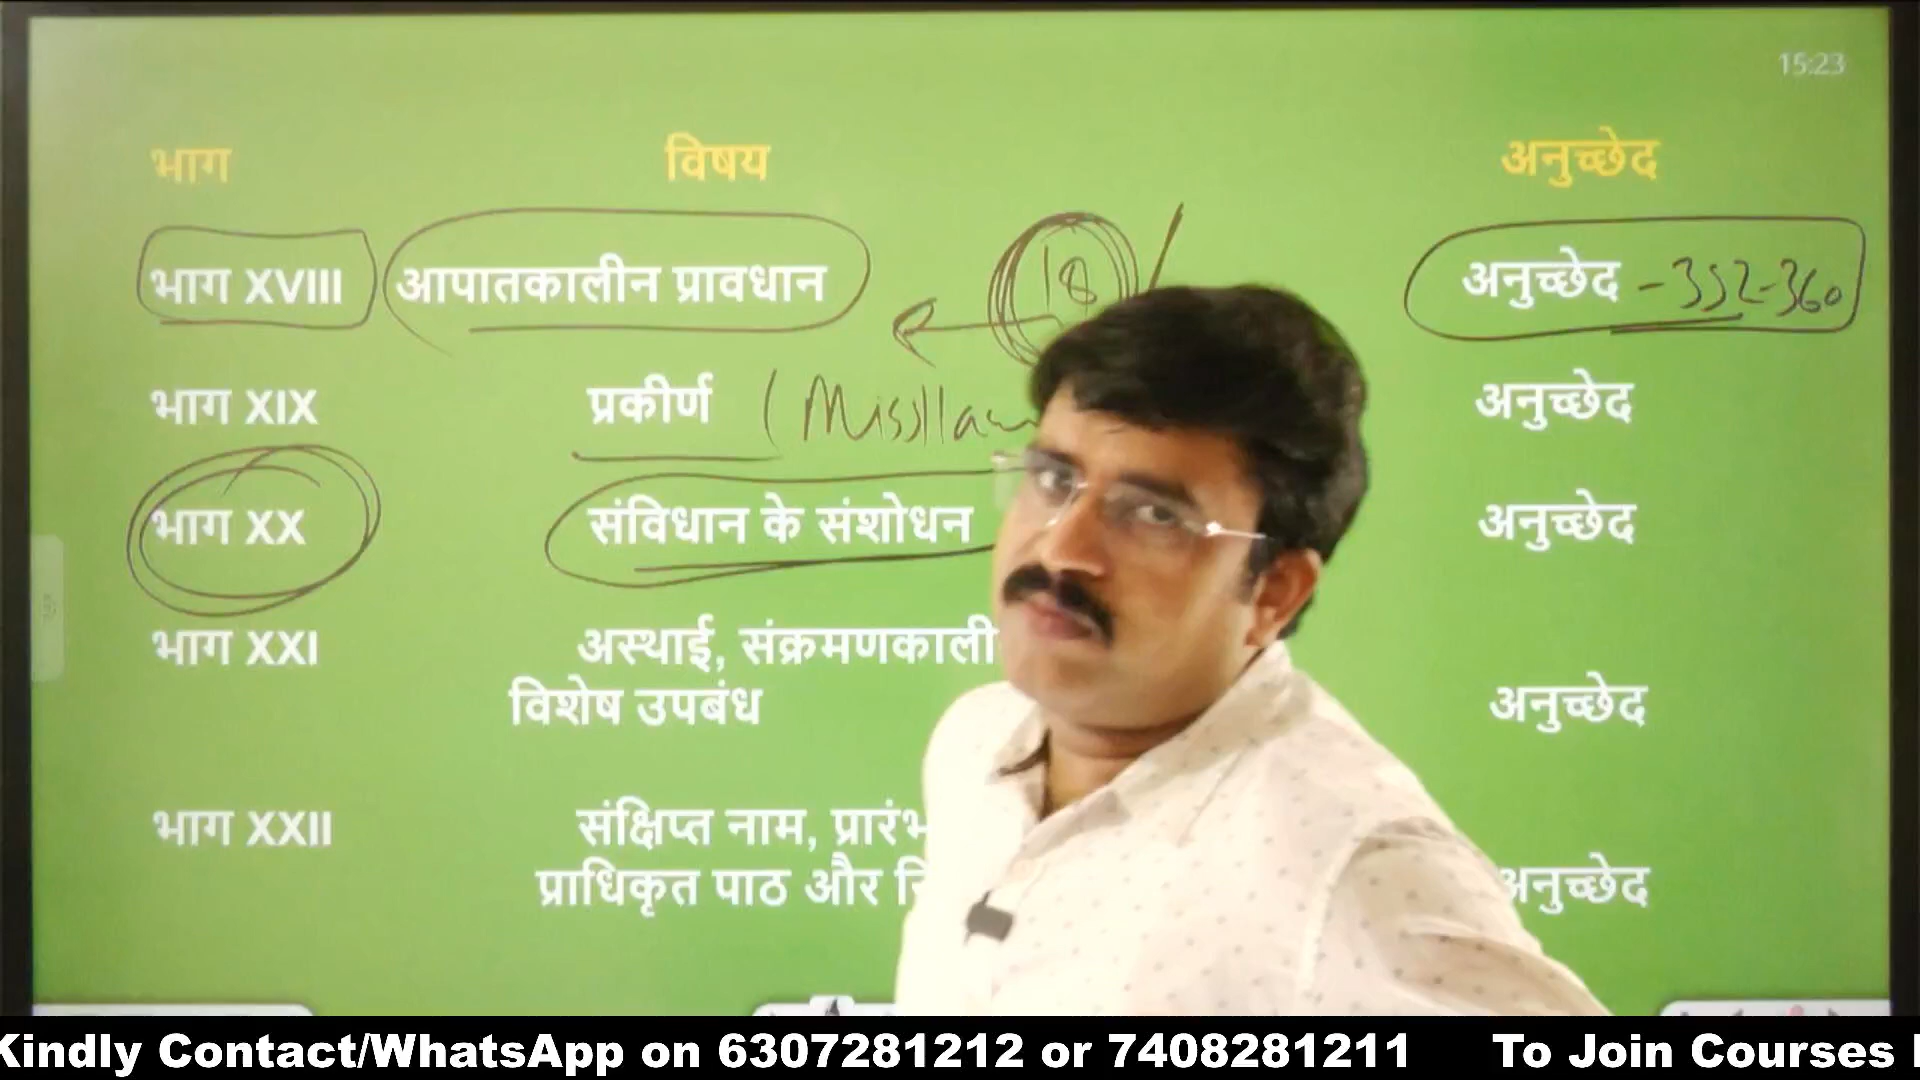 15:23
भाग विषय अनुच्छेद
भाग XVIII आपातकालीन प्रावधान 18 अनुच्छेद -352-360
भाग XIX प्रकीर्ण अनुच्छेद
भाग XX संविधान के संशोधन अनुच्छेद
भाग XXI अस्थाई,
विशेष उपबंध अनुच्छेद
भाग XXII संक्षिप्त नाम,
प्राधिकृत पाठ और अनुच्छेद
Kindly Contact/WhatsApp on 6307281212 or 7408281211 To Join Courses